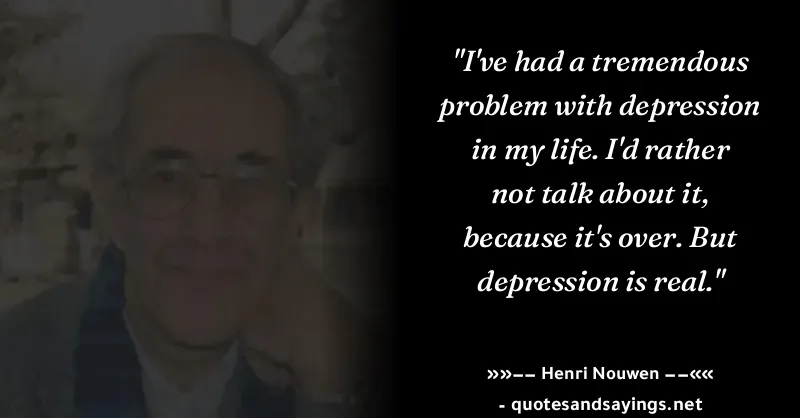 "I've had a tremendous
problem with depression
in my life. I'd rather
not talk about it,
because it's over. But
depression is real."
»»−− Henri Nouwen −−««
- quotesandsayings.net